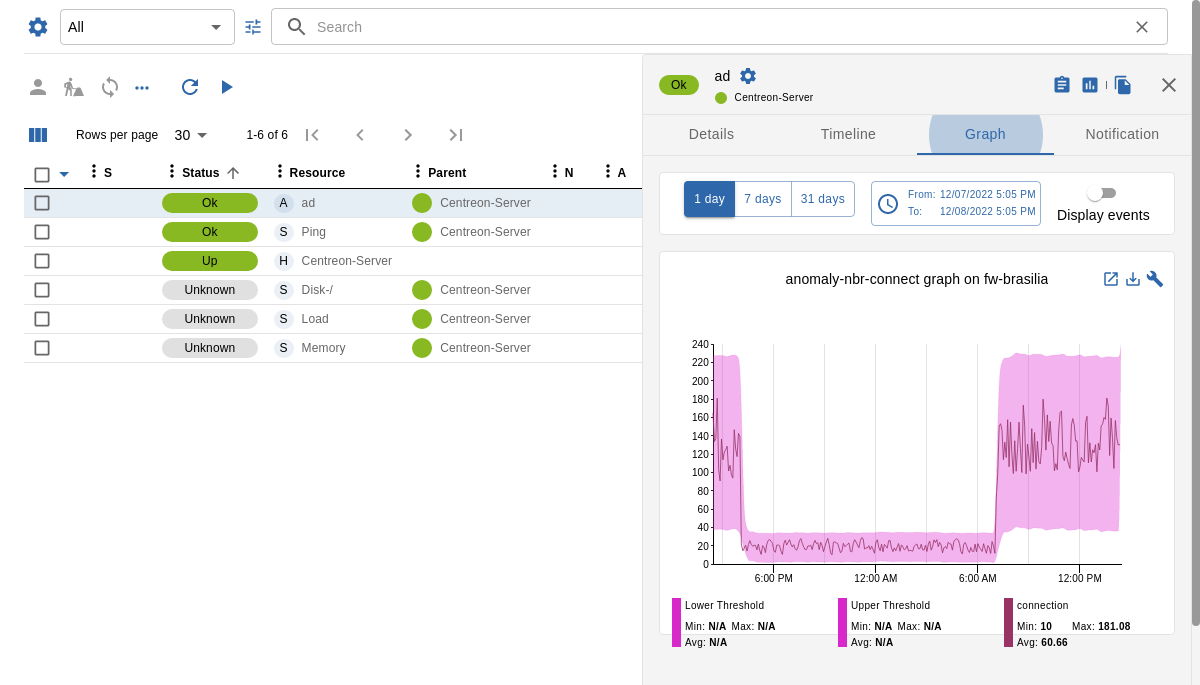 All
Search
Ok
ad
Centreon-Server
Rows per page 30 1-6 of 6
Details Timeline Graph Notification
S Status Resource Parent N A
Ok A ad Centreon-Server
Ok S Ping Centreon-Server
Up H Centreon-Server
Unknown S Disk-/ Centreon-Server
Unknown S Load Centreon-Server
Unknown S Memory Centreon-Server
1 day 7 days 31 days
From: 12/07/2022 5:05 PM
To: 12/08/2022 5:05 PM
Display events
anomaly-nbr-connect graph on fw-brasilia
240
220
200
180
160
140
120
100
80
60
40
20
0
6:00 PM 12:00 AM 6:00 AM 12:00 PM
Lower Threshold
Min: N/A Max: N/A
Avg: N/A
Upper Threshold
Min: N/A Max: N/A
Avg: N/A
connection
Min: 10 Max: 181.08
Avg: 60.66